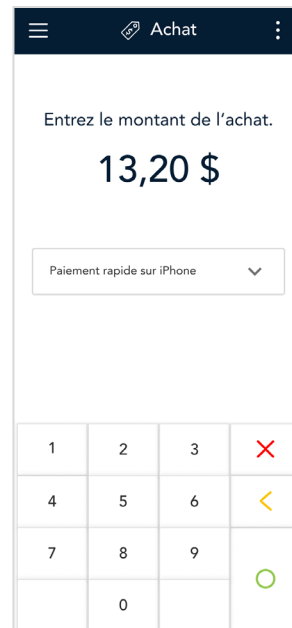 Achat
Entrez le montant de l'achat.
13,20 $
Paiement rapide sur iPhone
1 2 3
4 5 6
7 8 9
0